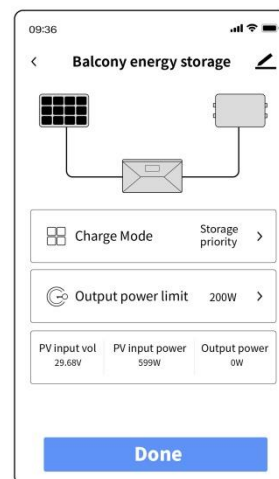 09:36
Balcony energy storage
Charge Mode
Storage
priority
Output power limit
200W
PV input vol PV input power Output power
29.68V 599W 0W
Done